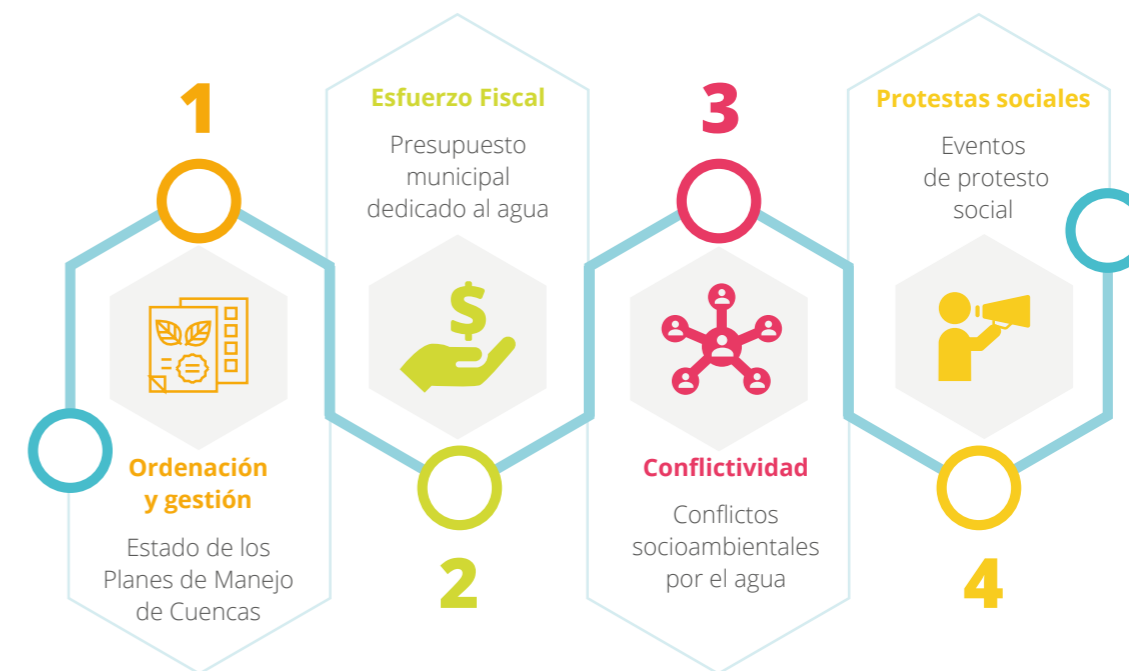 1
Ordenación
y gestión
Estado de los
Planes de Manejo
de Cuencas
Esfuerzo Fiscal
Presupuesto
municipal
dedicado al agua
$
2
3
Conflictividad
Conflictos
socioambientales
por el agua
Protestas sociales
Eventos
de protesto
social
4